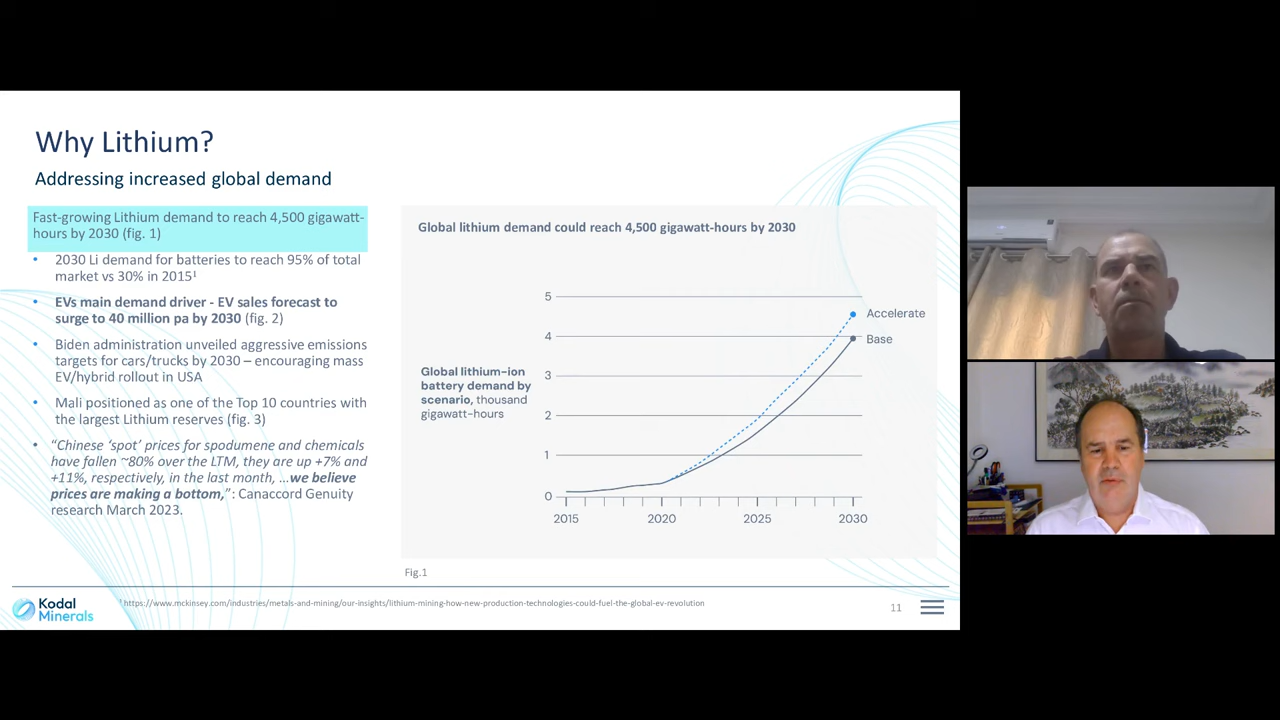 Why Lithium?
Addressing increased global demand
Fast-growing Lithium demand to reach 4,500 gigawatt-
hours by 2030 (fig. 1)
• 2030 Li demand for batteries to reach 95% of total
market vs 30% in 2015¹
• EVs main demand driver - EV sales forecast to
surge to 40 million pa by 2030 (fig. 2)
• Biden administration unveiled aggressive emissions
targets for cars/trucks by 2030 – encouraging mass
EV/hybrid rollout in USA
• Mali positioned as one of the Top 10 countries with
the largest Lithium reserves (fig. 3)
• “Chinese ‘spot’ prices for spodumene and chemicals
have fallen ~80% over the LTM, they are up +7% and
+11%, respectively, in the last month, …we believe
prices are making a bottom,”: Canaccord Genuity
research March 2023.
Global lithium demand could reach 4,500 gigawatt-hours by 2030
Global lithium-ion
battery demand by
scenario, thousand
gigawatt-hours
5
4
3
2
1
0
2015 2020 2025 2030
Accelerate
Base
Fig.1
Kodal
Minerals
¹ https://www.mckinsey.com/industries/metals-and-mining/our-insights/lithium-mining-how-new-production-technologies-could-fuel-the-global-ev-revolution
11